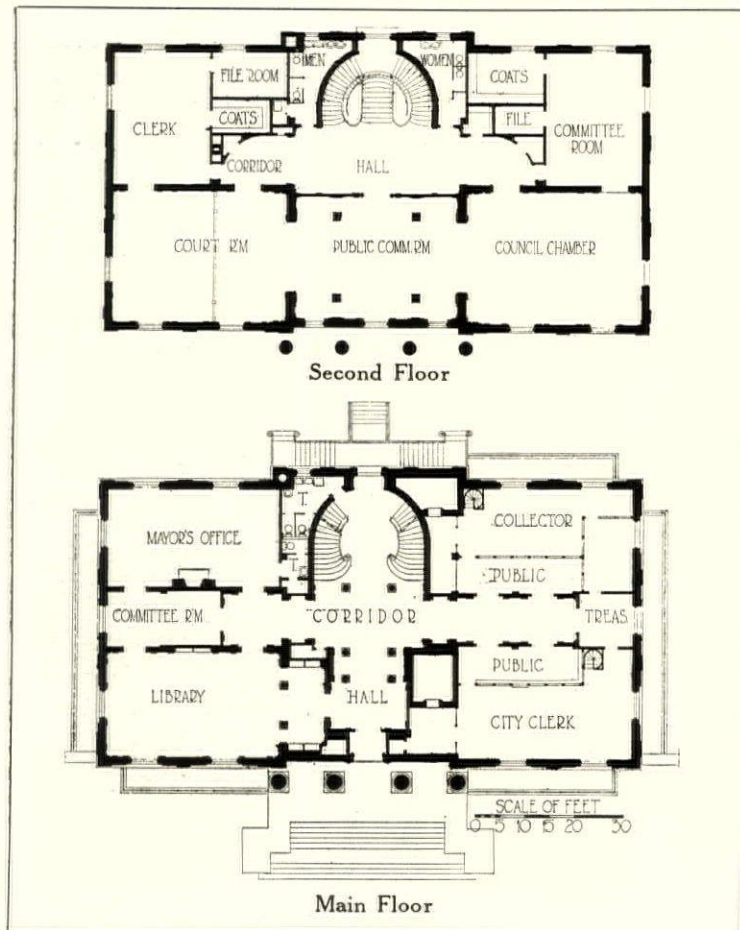 MEN
WOMEN
FILE ROOM
COATS
COATS
FILE
CLERK
COMMITTEE
ROOM
CORRIDOR
HALL
COURT R'M
PUBLIC COMM. RM
COUNCIL CHAMBER
Second Floor
COLLECTOR
MAYOR'S OFFICE
T.
T.
PUBLIC
COMMITTEE R'M
CORRIDOR
TREAS.
PUBLIC
LIBRARY
HALL
CITY CLERK
SCALE OF FEET
0 5 10 15 20 30
Main Floor